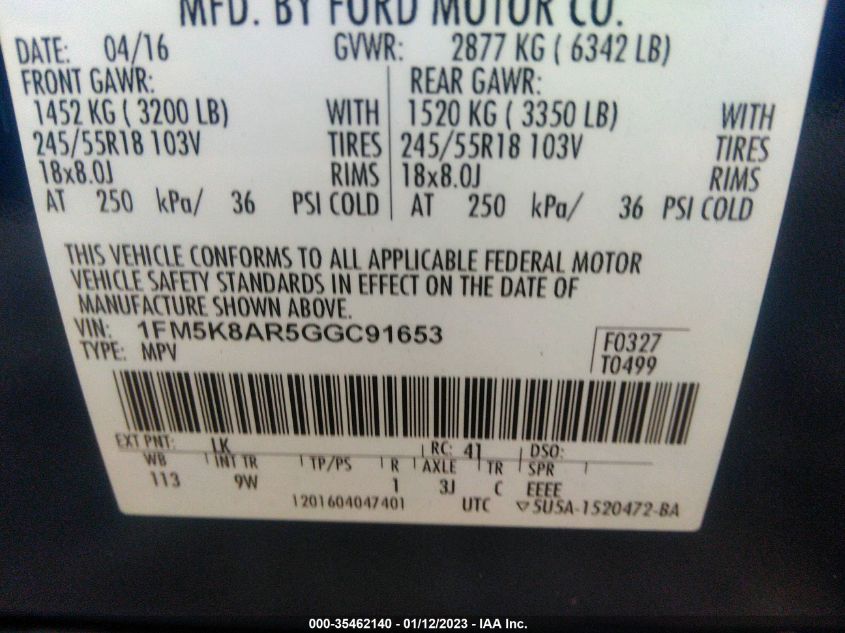 MFD. BY FORD MOTOR CO.
DATE: 04/16 GVWR: 2877 KG ( 6342 LB)
FRONT GAWR: REAR GAWR:
1452 KG ( 3200 LB) WITH 1520 KG ( 3350 LB) WITH
245/55R18 103V TIRES 245/55R18 103V TIRES
18x8.0J RIMS 18x8.0J RIMS
AT 250 kPa/ 36 PSI COLD AT 250 kPa/ 36 PSI COLD
THIS VEHICLE CONFORMS TO ALL APPLICABLE FEDERAL MOTOR
VEHICLE SAFETY STANDARDS IN EFFECT ON THE DATE OF
MANUFACTURE SHOWN ABOVE.
VIN: 1FM5K8AR5GGC91653
TYPE: MPV
F0327
T0499
EXT PNT: LK RC: 41 DSO:
WB INT TR TP/PS R AXLE TR SPR
113 9W 1 3J C EEEE
1201604047401 UTC ▽5U5A-1520472-BA
000-35462140 - 01/12/2023 - IAA Inc.